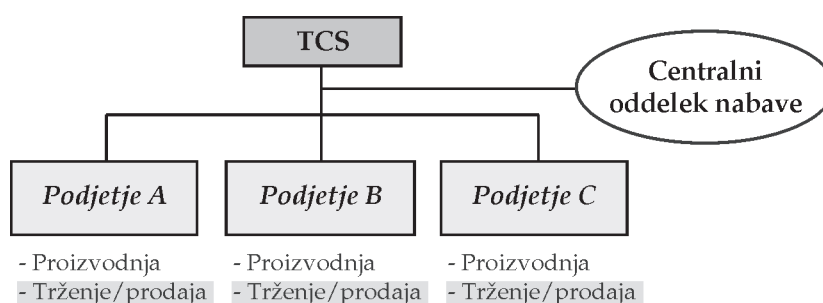 TCS
Centralni
oddelek nabave
Podjetje A
Podjetje B
Podjetje C
- Proizvodnja
- Trženje/prodaja
- Proizvodnja
- Trženje/prodaja
- Proizvodnja
- Trženje/prodaja